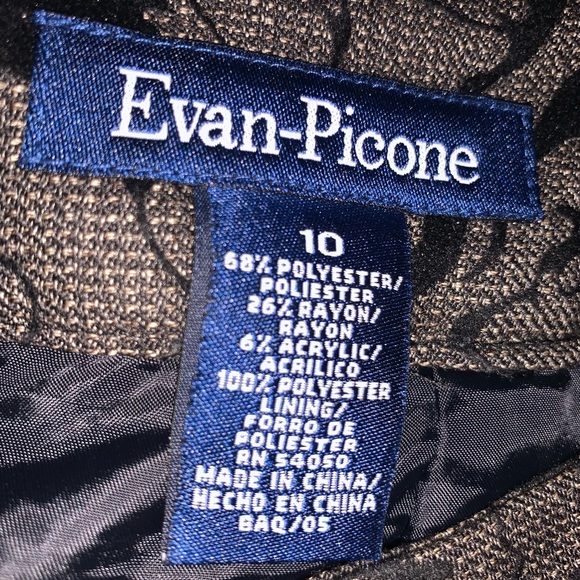 Evan-Picone
10
68% POLYESTER/
POLIESTER
26% RAYON/
RAYON
6% ACRYLIC/
ACRILICO
100% POLYESTER
LINING/
FORRO DE
POLIESTER
RN 54050
MADE IN CHINA/
HECHO EN CHINA
BAQ/05